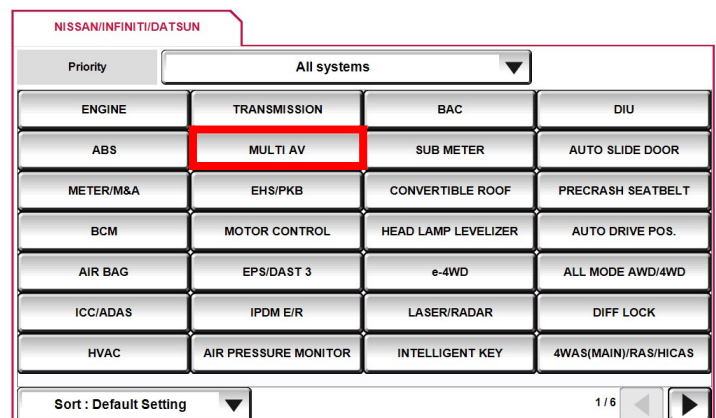 NISSAN/INFINITI/DATSUN
Priority All systems
ENGINE TRANSMISSION BAC DIU
ABS MULTI AV SUB METER AUTO SLIDE DOOR
METER/M&A EHS/PKB CONVERTIBLE ROOF PRECRASH SEATBELT
BCM MOTOR CONTROL HEAD LAMP LEVELIZER AUTO DRIVE POS.
AIR BAG EPS/DAST 3 e-4WD ALL MODE AWD/4WD
ICC/ADAS IPDM E/R LASER/RADAR DIFF LOCK
HVAC AIR PRESSURE MONITOR INTELLIGENT KEY 4WAS(MAIN)/RAS/HICAS
Sort : Default Setting 1/6